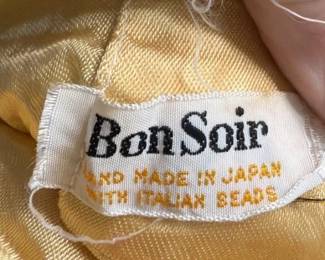 Bon Soir
HAND MADE IN JAPAN
WITH ITALIAN BEADS